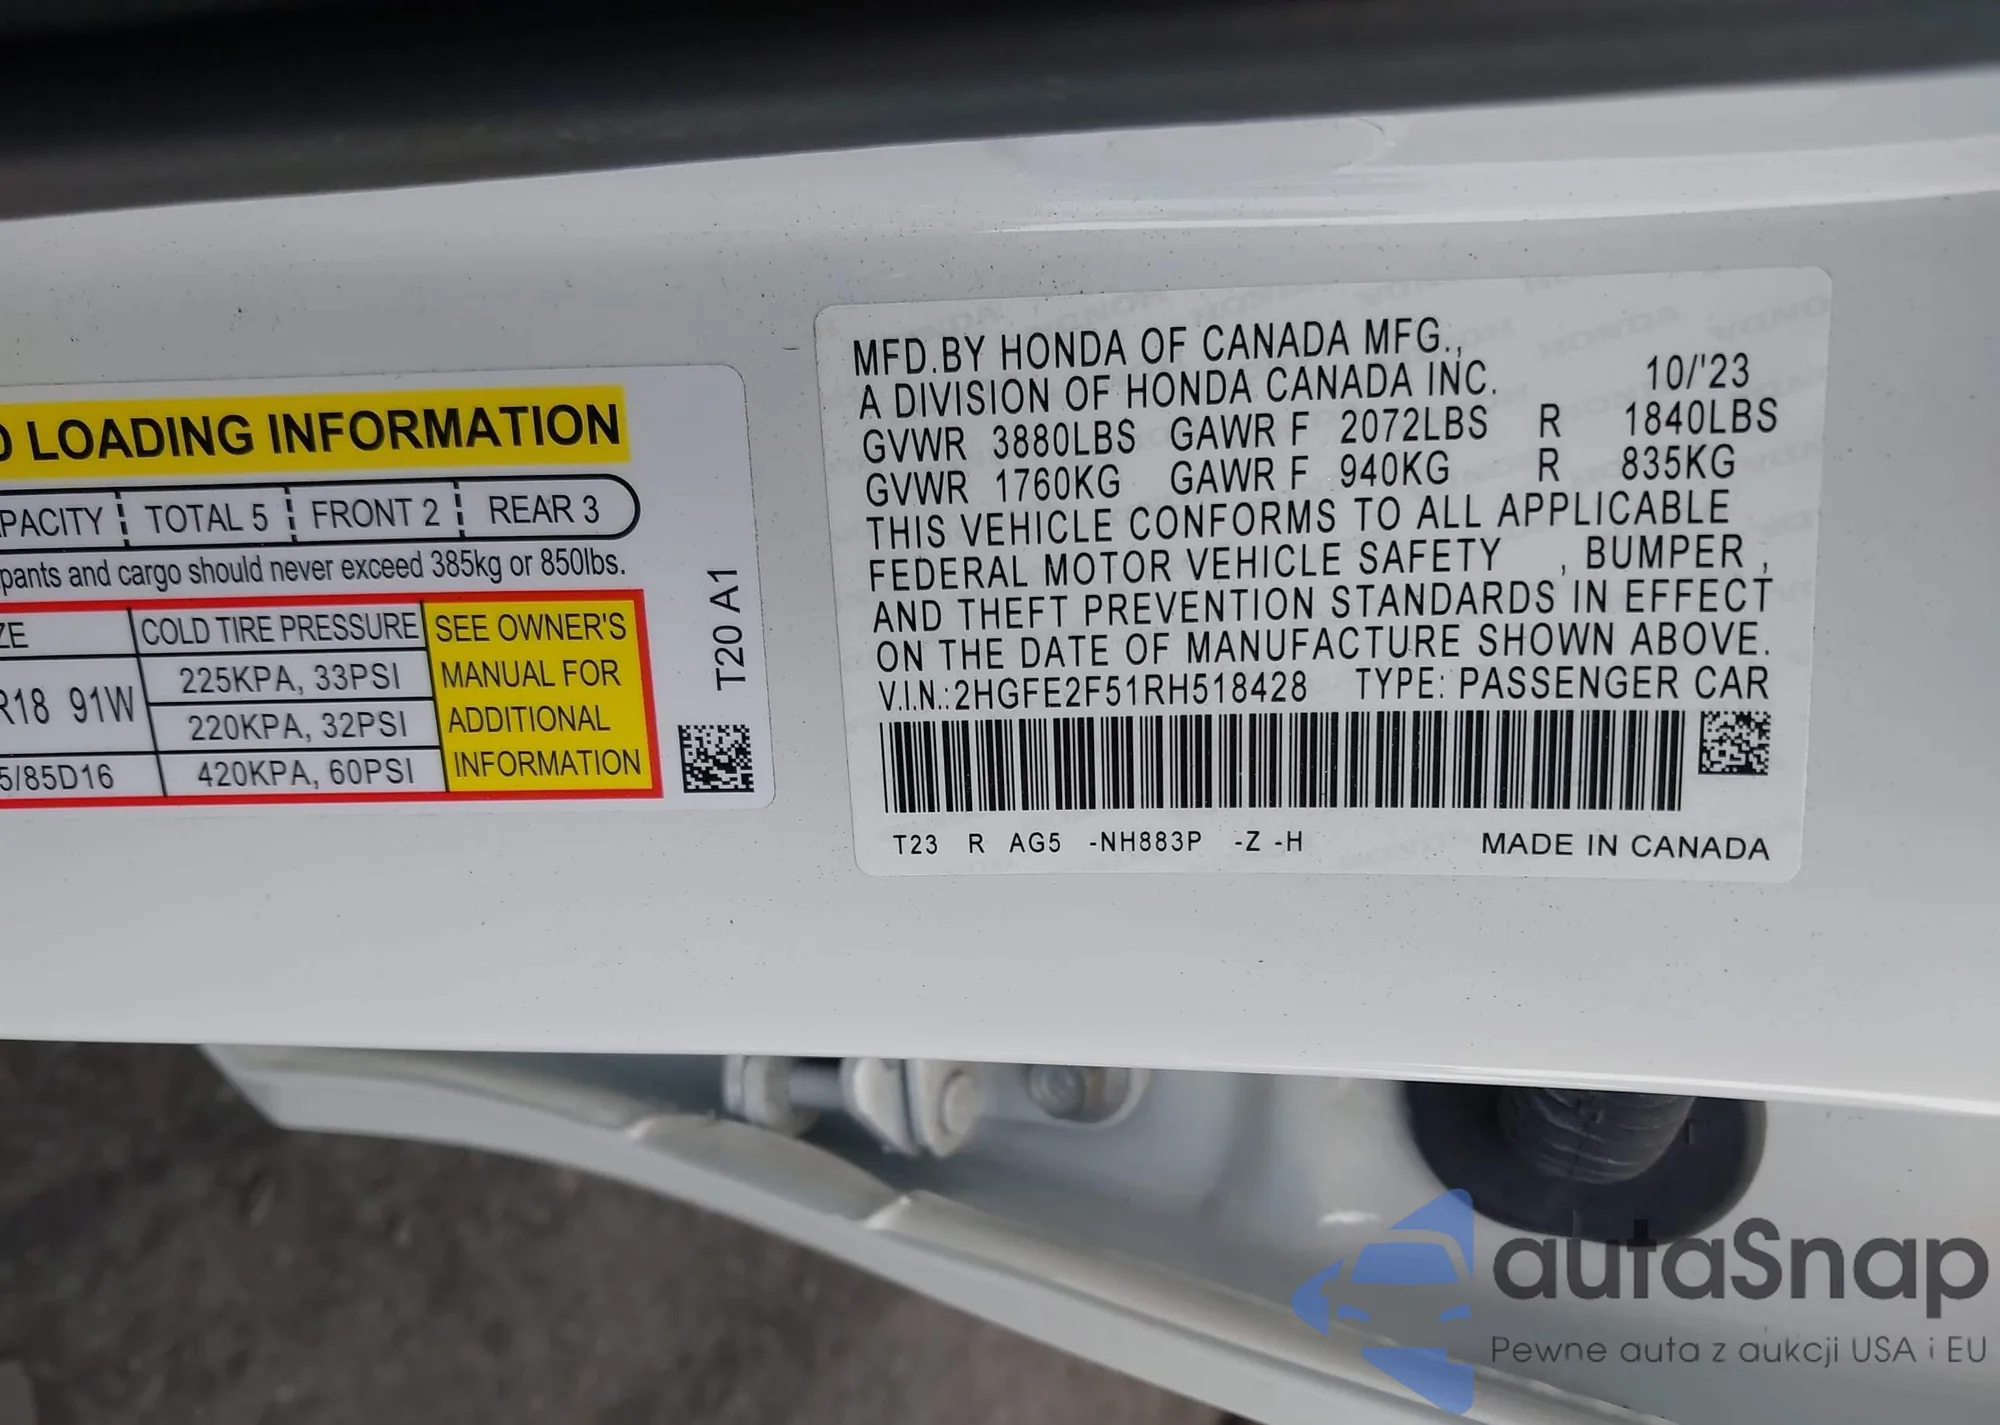 LOADING INFORMATION
PACITY TOTAL 5 FRONT 2 REAR 3
pants and cargo should never exceed 385kg or 850lbs.
ZE COLD TIRE PRESSURE SEE OWNER'S
MANUAL FOR
ADDITIONAL
INFORMATION
R18 91W 225KPA, 33PSI
220KPA, 32PSI
5/85D16 420KPA, 60PSI
T20 A1
MFD.BY HONDA OF CANADA MFG.,
A DIVISION OF HONDA CANADA INC. 10/'23
GVWR 3880LBS GAWR F 2072LBS R 1840LBS
GVWR 1760KG GAWR F 940KG R 835KG
THIS VEHICLE CONFORMS TO ALL APPLICABLE
FEDERAL MOTOR VEHICLE SAFETY , BUMPER ,
AND THEFT PREVENTION STANDARDS IN EFFECT
ON THE DATE OF MANUFACTURE SHOWN ABOVE.
V.I.N.:2HGFE2F51RH518428 TYPE: PASSENGER CAR
T23 R AG5 -NH883P -Z -H MADE IN CANADA
autaSnap
Pewne auta z aukcji USA i EU